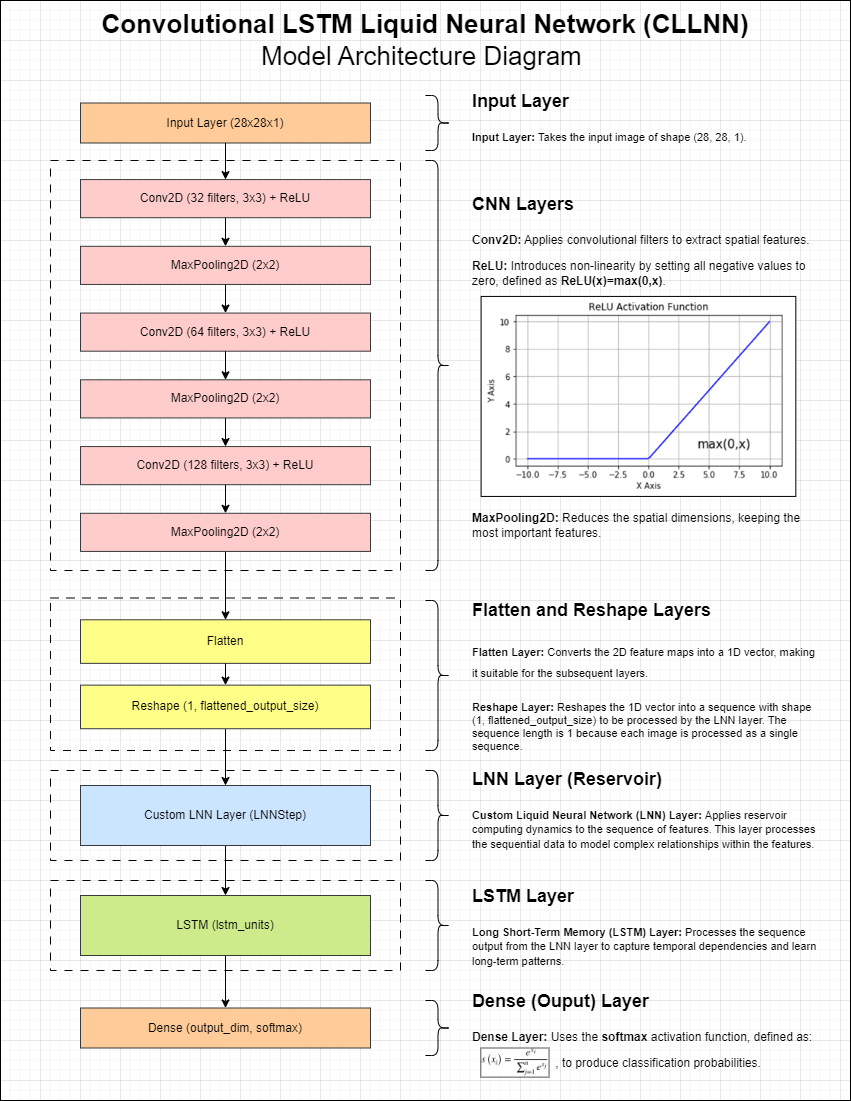 Convolutional LSTM Liquid Neural Network (CLLNN)
Model Architecture Diagram
Input Layer (28x28x1)
Input Layer
Input Layer: Takes the input image of shape (28, 28, 1).
Conv2D (32 filters, 3x3) + ReLU
MaxPooling2D (2x2)
Conv2D (64 filters, 3x3) + ReLU
MaxPooling2D (2x2)
Conv2D (128 filters, 3x3) + ReLU
MaxPooling2D (2x2)
CNN Layers
Conv2D: Applies convolutional filters to extract spatial features.
ReLU: Introduces non-linearity by setting all negative values to
zero, defined as ReLU(x)=max(0,x).
ReLU Activation Function
Y Axis
10
8
6
4
2
0
max(0,x)
−10.0 −7.5 −5.0 −2.5 0.0 2.5 5.0 7.5 10.0
X Axis
MaxPooling2D: Reduces the spatial dimensions, keeping the
most important features.
Flatten
Reshape (1, flattened_output_size)
Flatten and Reshape Layers
Flatten Layer: Converts the 2D feature maps into a 1D vector, making
it suitable for the subsequent layers.
Reshape Layer: Reshapes the 1D vector into a sequence with shape
(1, flattened_output_size) to be processed by the LNN layer. The
sequence length is 1 because each image is processed as a single
sequence.
Custom LNN Layer (LNNStep)
LNN Layer (Reservoir)
Custom Liquid Neural Network (LNN) Layer: Applies reservoir
computing dynamics to the sequence of features. This layer processes
the sequential data to model complex relationships within the features.
LSTM (lstm_units)
LSTM Layer
Long Short-Term Memory (LSTM) Layer: Processes the sequence
output from the LNN layer to capture temporal dependencies and learn
long-term patterns.
Dense (output_dim, softmax)
Dense (Ouput) Layer
Dense Layer: Uses the softmax activation function, defined as:
s(xᵢ) = e^{xᵢ} / Σⁿⱼ₌₁ e^{xⱼ} , to produce classification probabilities.